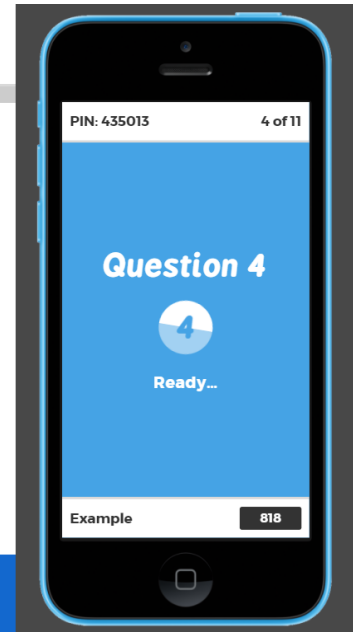 PIN: 435013 4 of 11
Question 4
4
Ready...
Example 818